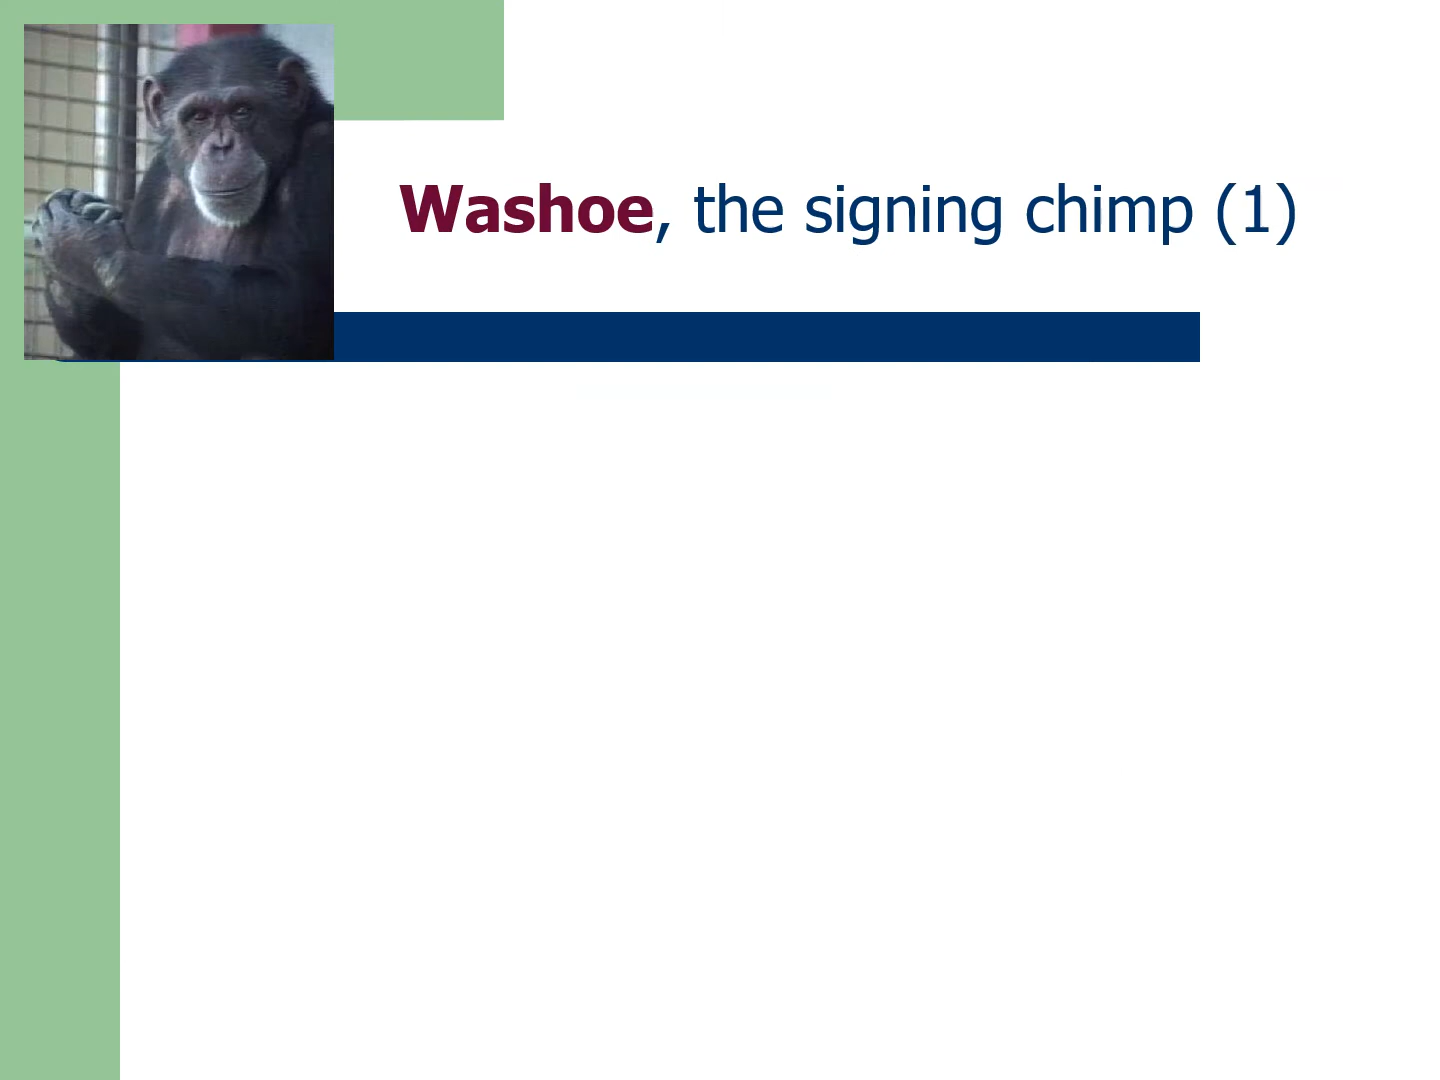 Washoe, the signing chimp (1)